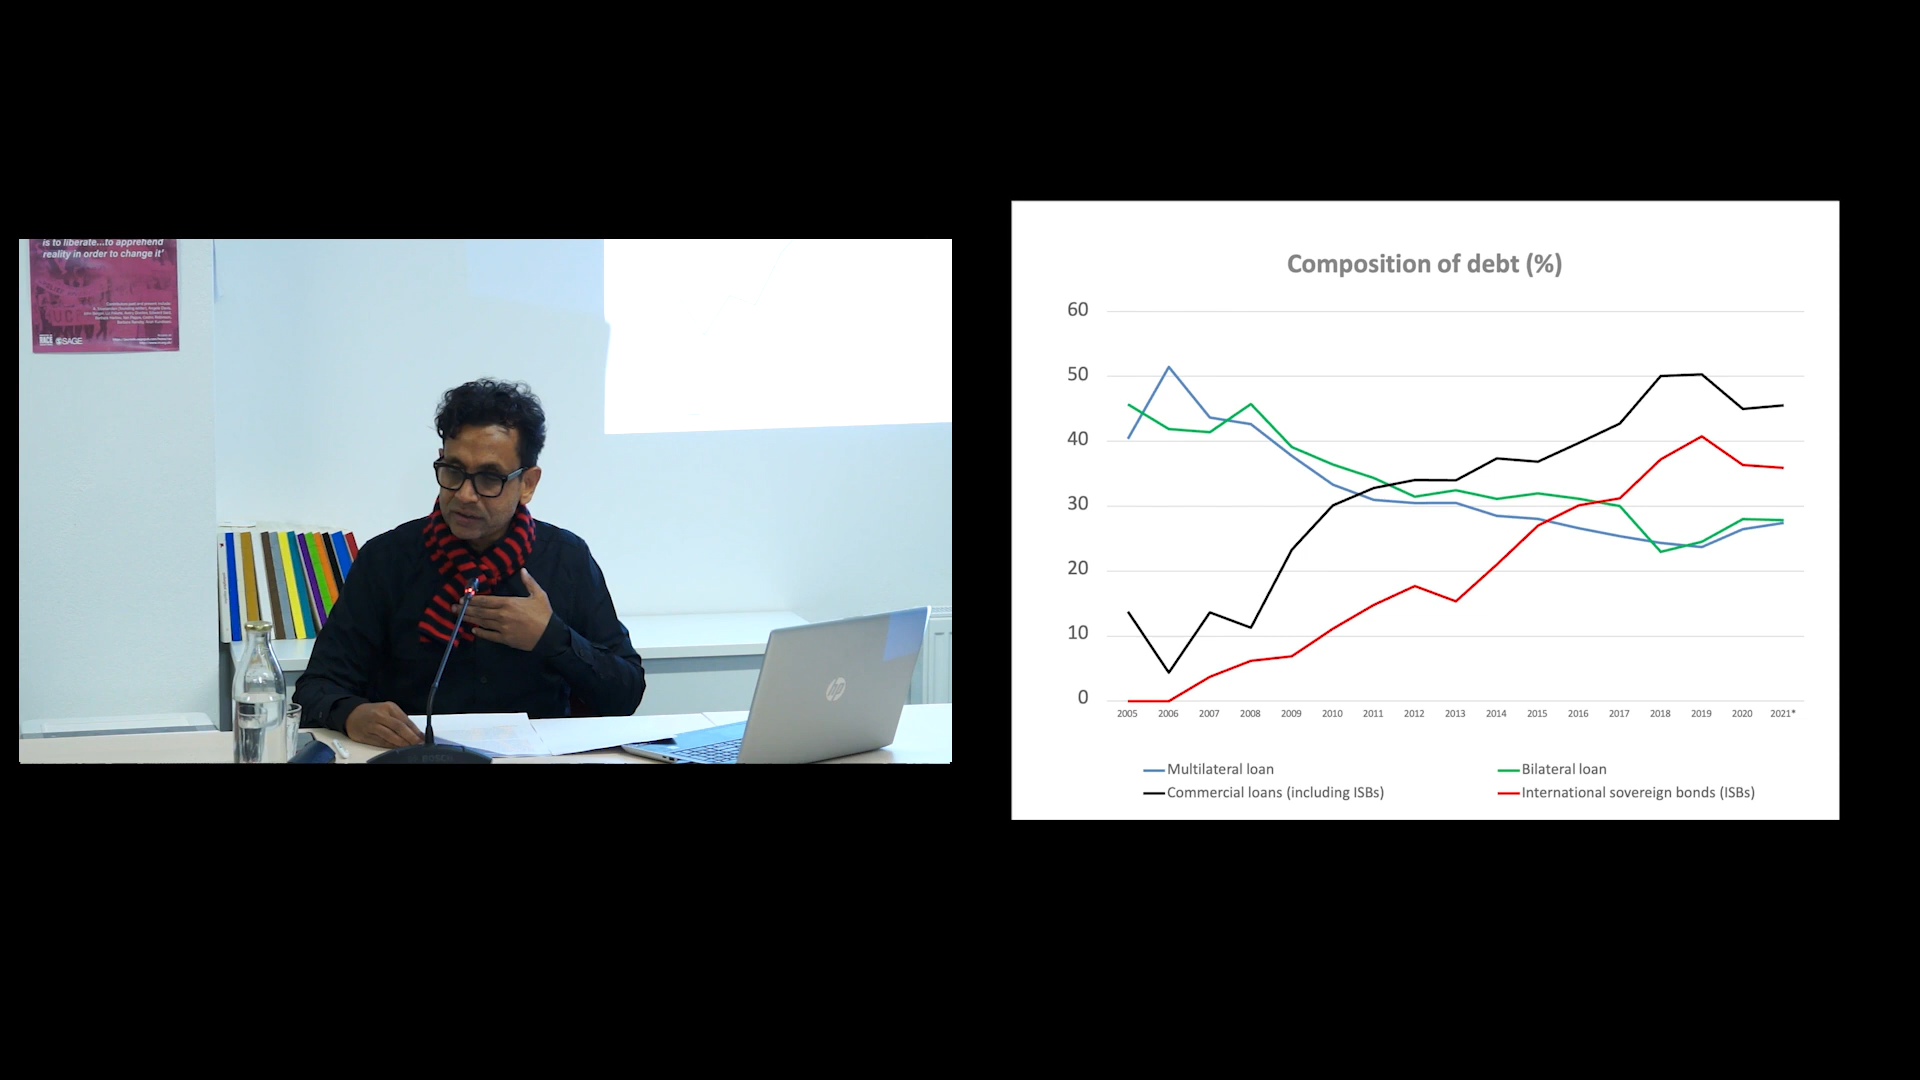 is to liberate...to apprehend
reality in order to change it'
SAGE
hp
BOSCH
Composition of debt (%)
60
50
40
30
20
10
0
2005 2006 2007 2008 2009 2010 2011 2012 2013 2014 2015 2016 2017 2018 2019 2020 2021*
Multilateral loan
Bilateral loan
Commercial loans (including ISBs)
International sovereign bonds (ISBs)